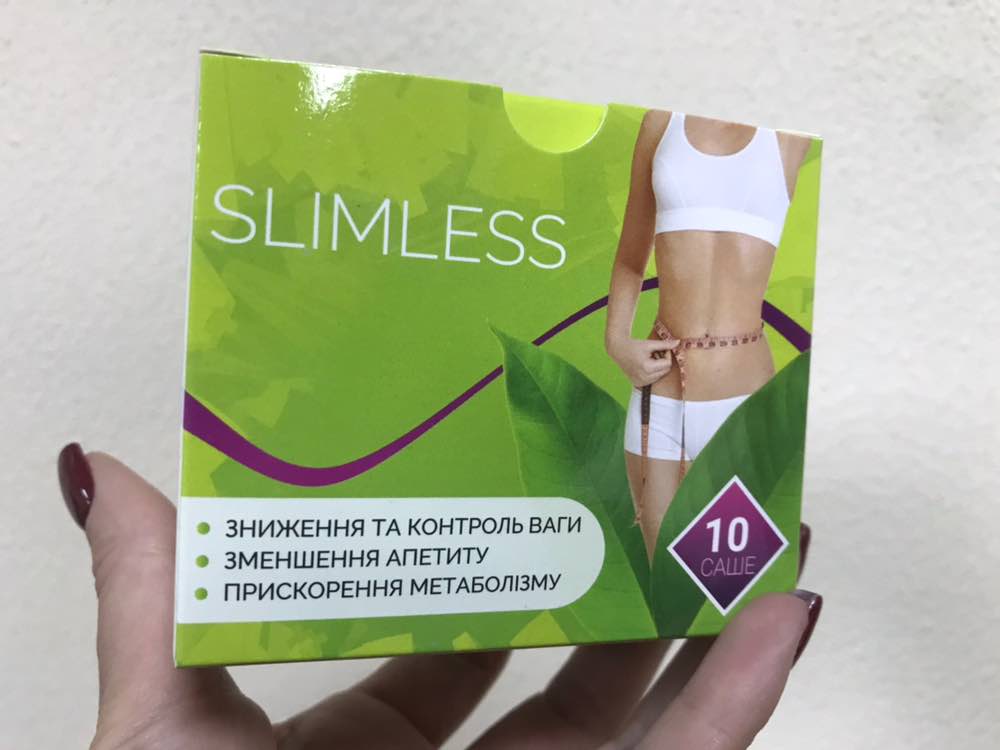 SLIMLESS
ЗНИЖЕННЯ ТА КОНТРОЛЬ ВАГИ
ЗМЕНШЕННЯ АПЕТИТУ
ПРИСКОРЕННЯ МЕТАБОЛІЗМУ
10
САШЕ